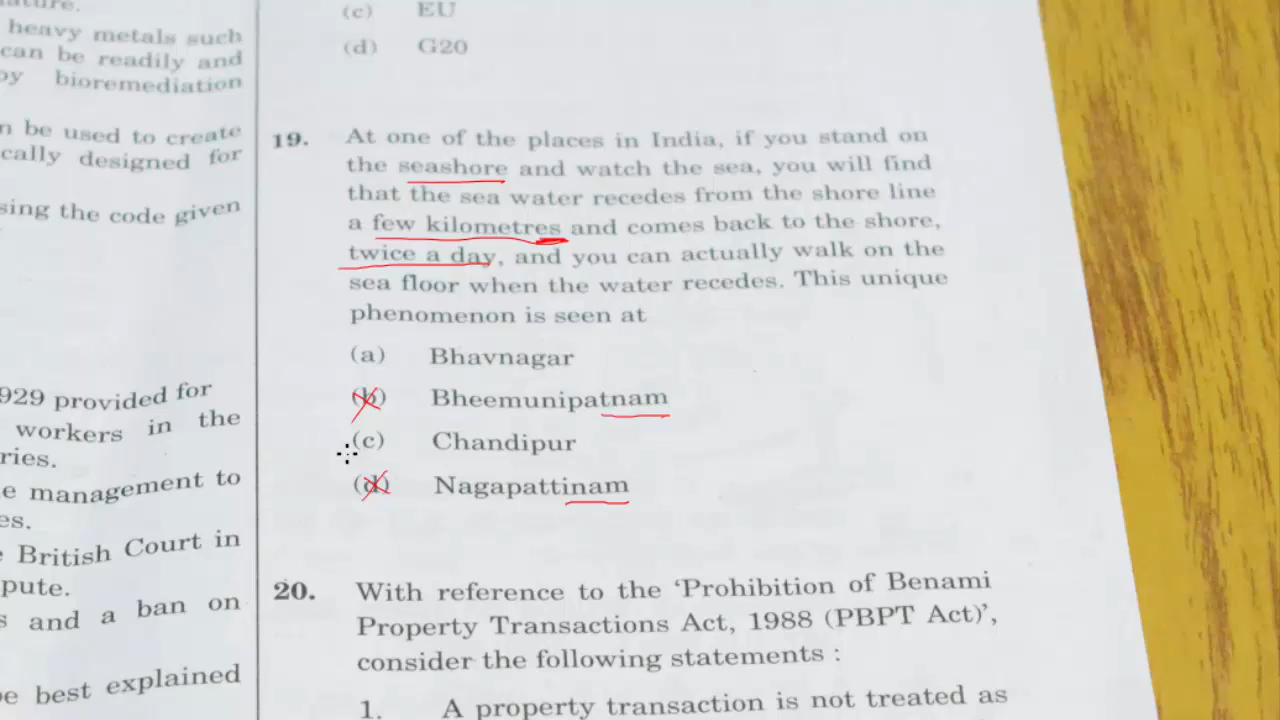 ature.
heavy metals such
can be readily and
by bioremediation
n be used to create
cally designed for
sing the code given
929 provided for
workers in the
ries.
e management to
es.
British Court in
pute.
s and a ban on
be best explained
(c) EU
(d) G20
19. At one of the places in India, if you stand on
the seashore and watch the sea, you will find
that the sea water recedes from the shore line
a few kilometres and comes back to the shore,
twice a day, and you can actually walk on the
sea floor when the water recedes. This unique
phenomenon is seen at
(a) Bhavnagar
(b) Bheemunipatnam
(c) Chandipur
(d) Nagapattinam
20. With reference to the ‘Prohibition of Benami
Property Transactions Act, 1988 (PBPT Act)’,
consider the following statements :
1. A property transaction is not treated as